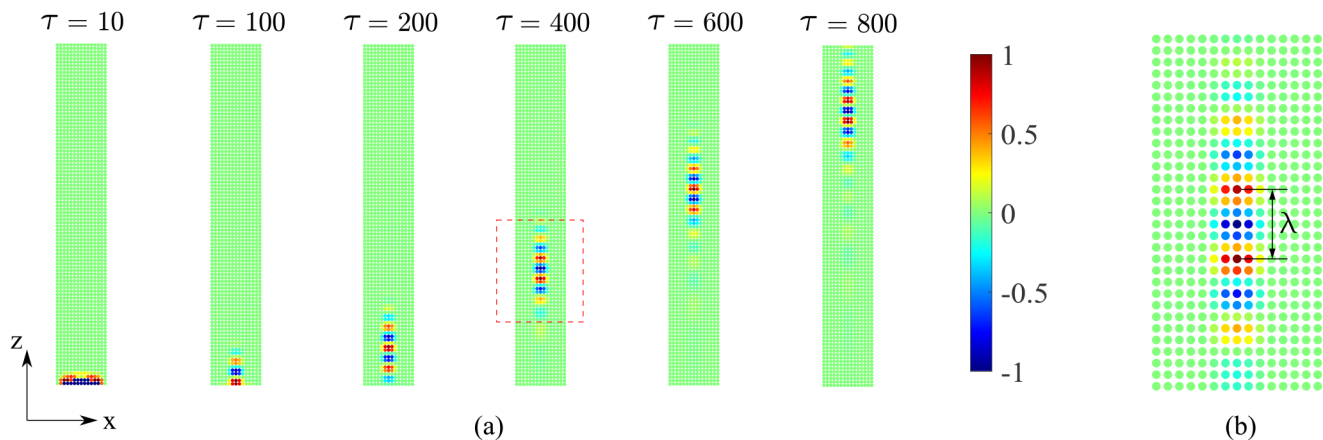 τ = 10 τ = 100 τ = 200 τ = 400 τ = 600 τ = 800
1
0.5
0
-0.5
-1
λ
z
x
(a) (b)